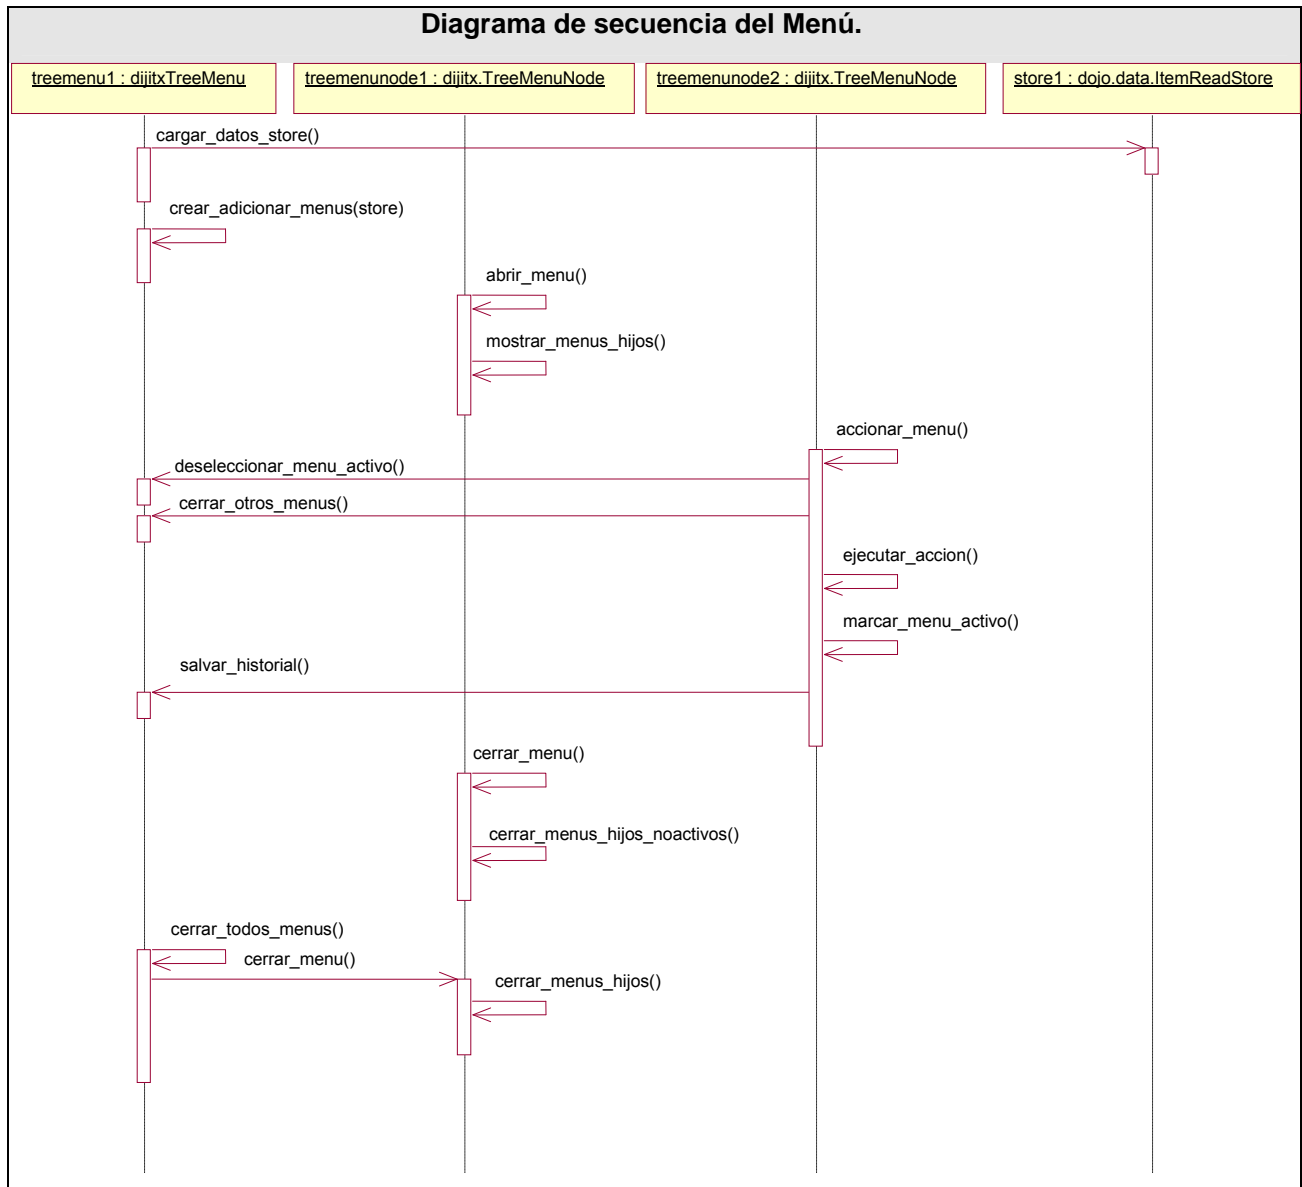 Diagrama de secuencia del Menú.
treemenu1 : dijitxTreeMenu
treemenunode1 : dijitx.TreeMenuNode
treemenunode2 : dijitx.TreeMenuNode
store1 : dojo.data.ItemReadStore
cargar_datos_store()
crear_adicionar_menus(store)
abrir_menu()
mostrar_menus_hijos()
accionar_menu()
deseleccionar_menu_activo()
cerrar_otros_menus()
ejecutar_accion()
marcar_menu_activo()
salvar_historial()
cerrar_menu()
cerrar_menus_hijos_noactivos()
cerrar_todos_menus()
cerrar_menu()
cerrar_menus_hijos()